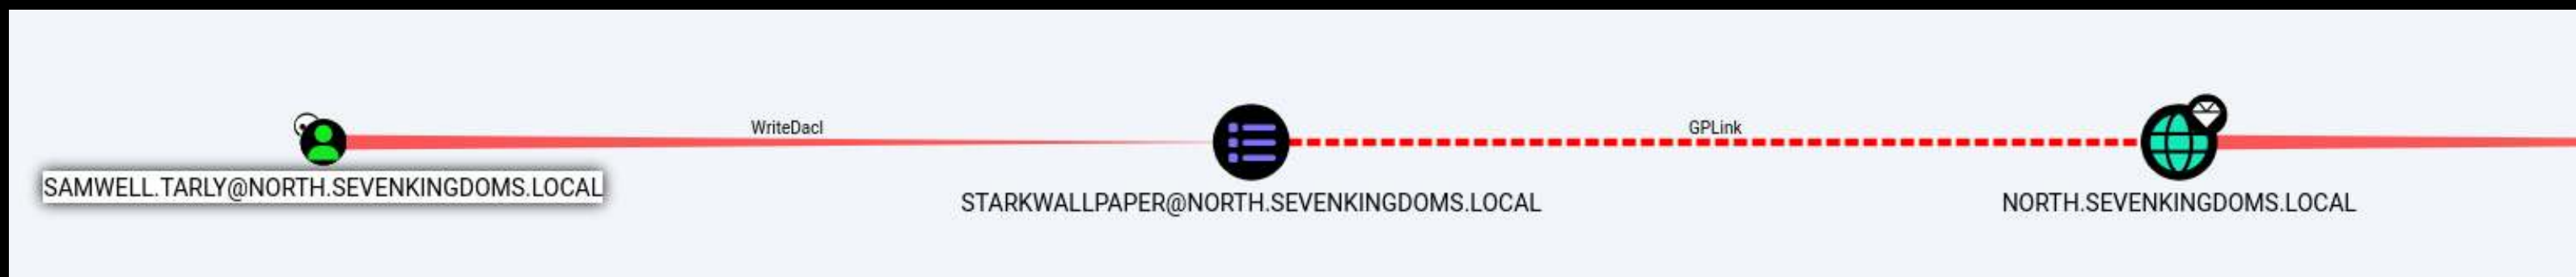 WriteDacl
GPLink
SAMWELL.TARLY@NORTH.SEVENKINGDOMS.LOCAL
STARKWALLPAPER@NORTH.SEVENKINGDOMS.LOCAL
NORTH.SEVENKINGDOMS.LOCAL